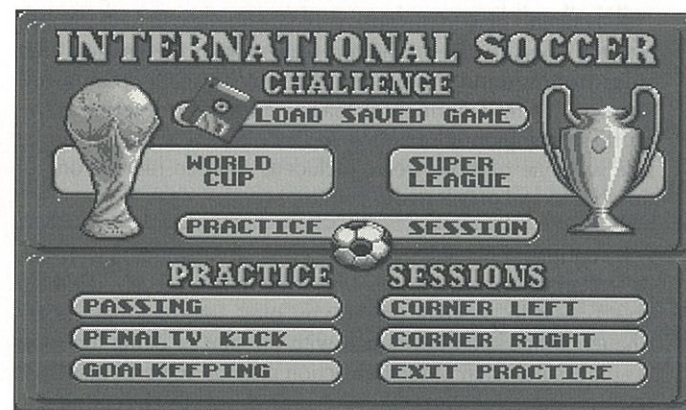 INTERNATIONAL SOCCER
CHALLENGE
LOAD SAVED GAME
WORLD
CUP
SUPER
LEAGUE
PRACTICE SESSION
PRACTICE SESSIONS
PASSING
CORNER LEFT
PENALTY KICK
CORNER RIGHT
GOALKEEPING
EXIT PRACTICE